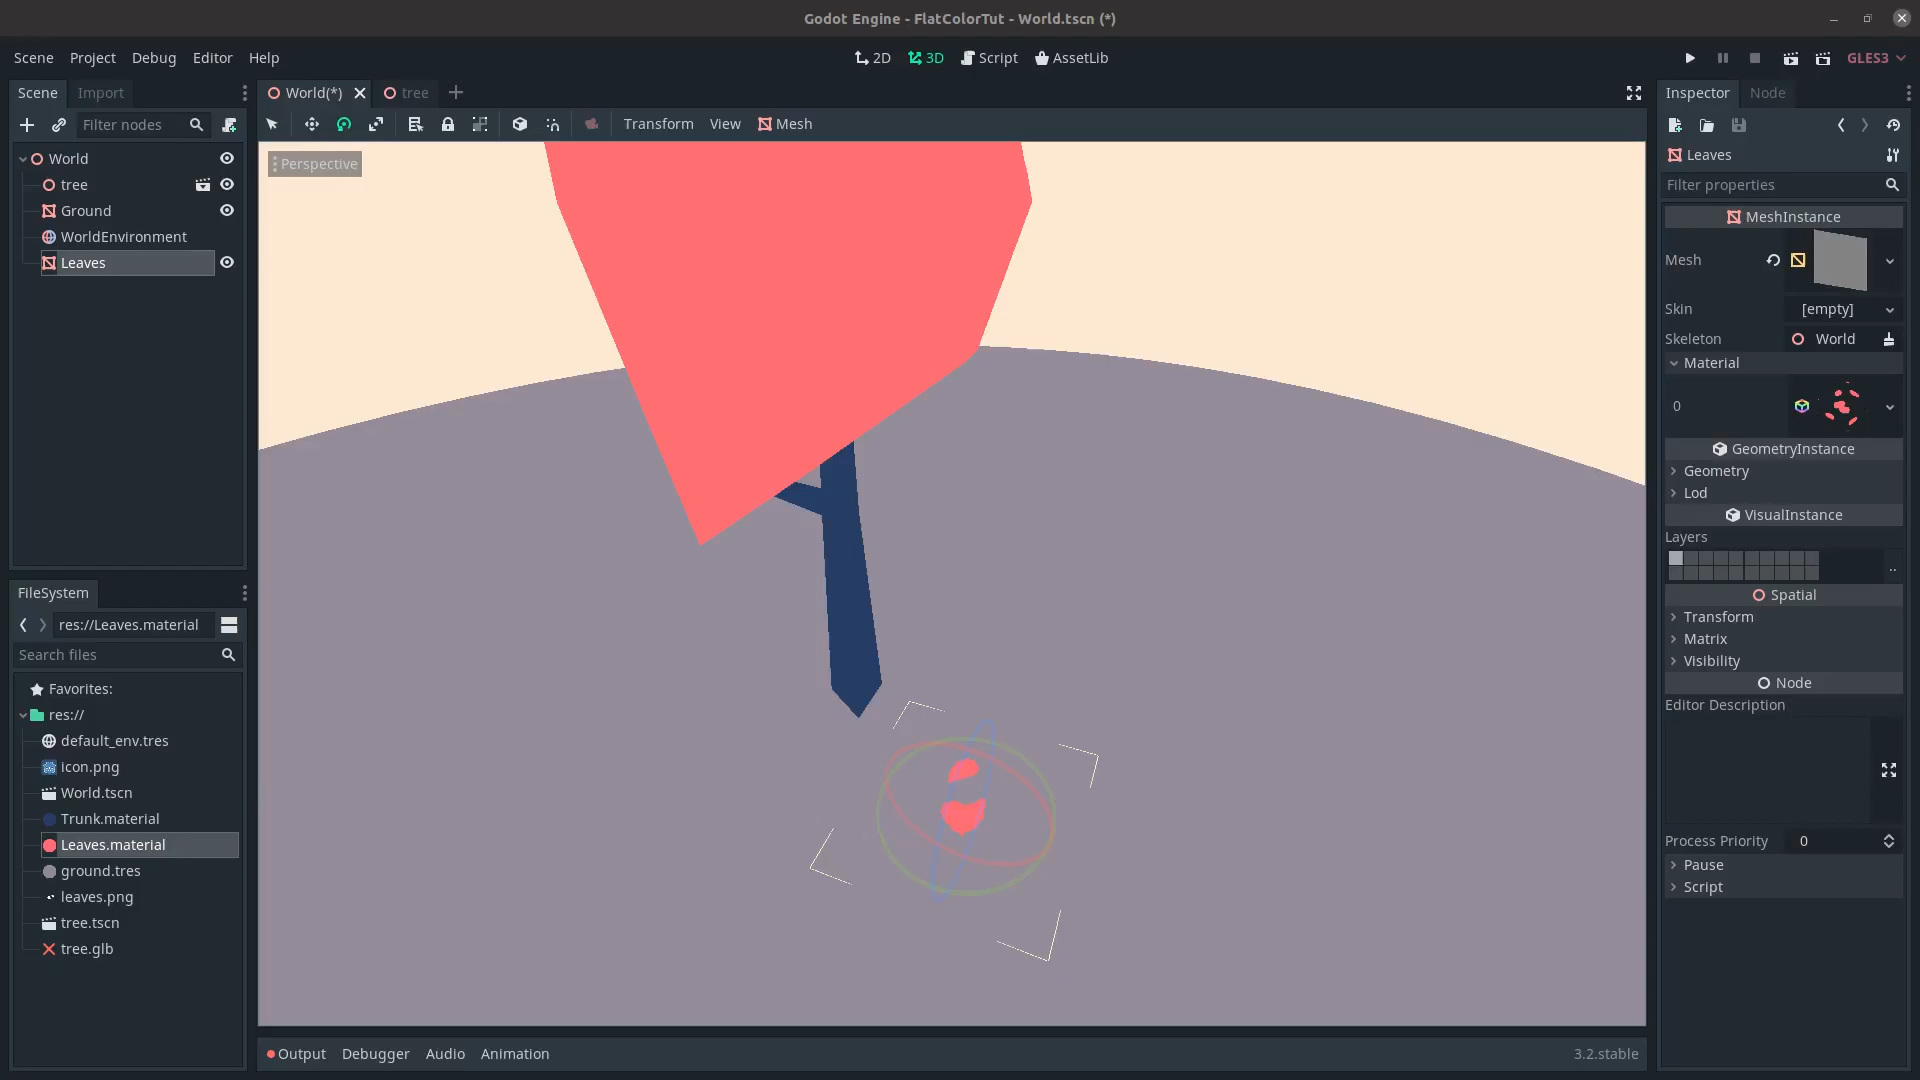 Godot Engine - FlatColorTut - World.tscn (*)
Scene Project Debug Editor Help
2D 3D Script AssetLib
GLES3
Scene Import
World(*) tree
Inspector Node
Filter nodes
Transform View Mesh
World
tree
Ground
WorldEnvironment
Leaves
Perspective
Leaves
Filter properties
MeshInstance
Mesh
Skin [empty]
Skeleton World
Material
0
GeometryInstance
Geometry
Lod
VisualInstance
Layers
..
Spatial
Transform
Matrix
Visibility
Node
Editor Description
Process Priority 0
Pause
Script
FileSystem
res://Leaves.material
Search files
Favorites:
res://
default_env.tres
icon.png
World.tscn
Trunk.material
Leaves.material
ground.tres
leaves.png
tree.tscn
tree.glb
Output Debugger Audio Animation
3.2.stable